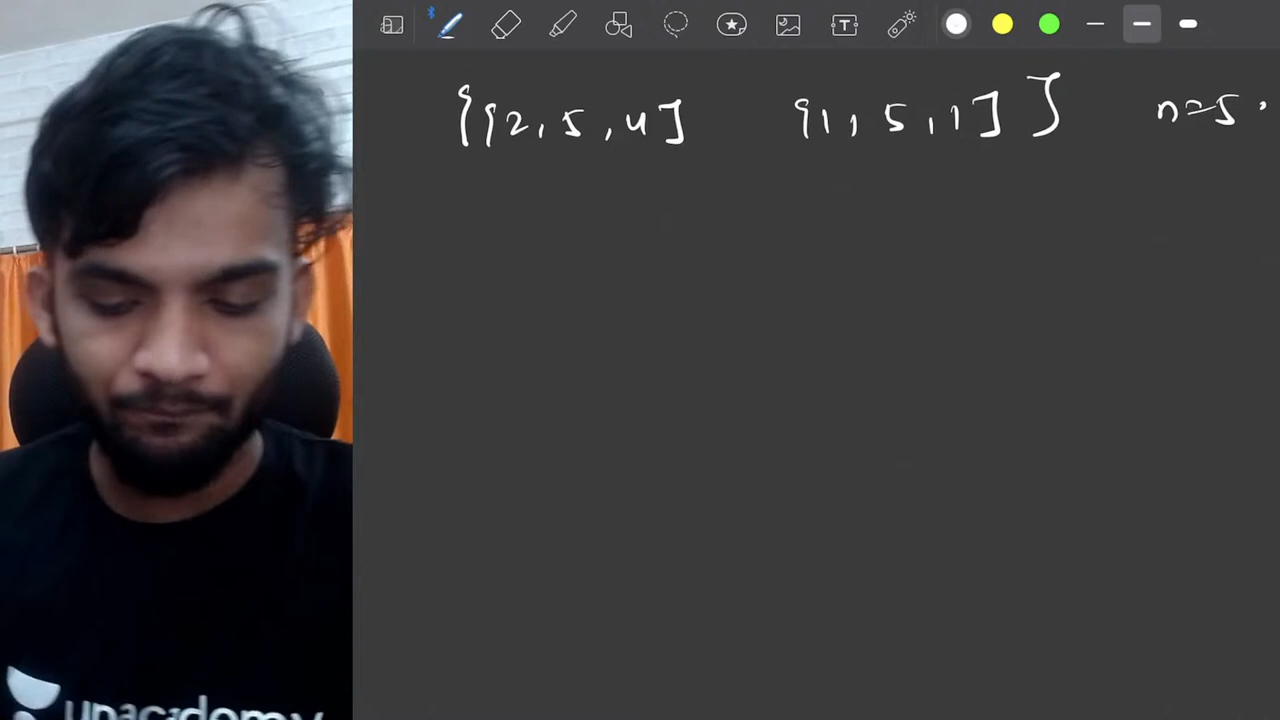 {{2, 5, 4] {1, 5, 1] } n=5.
unacademy